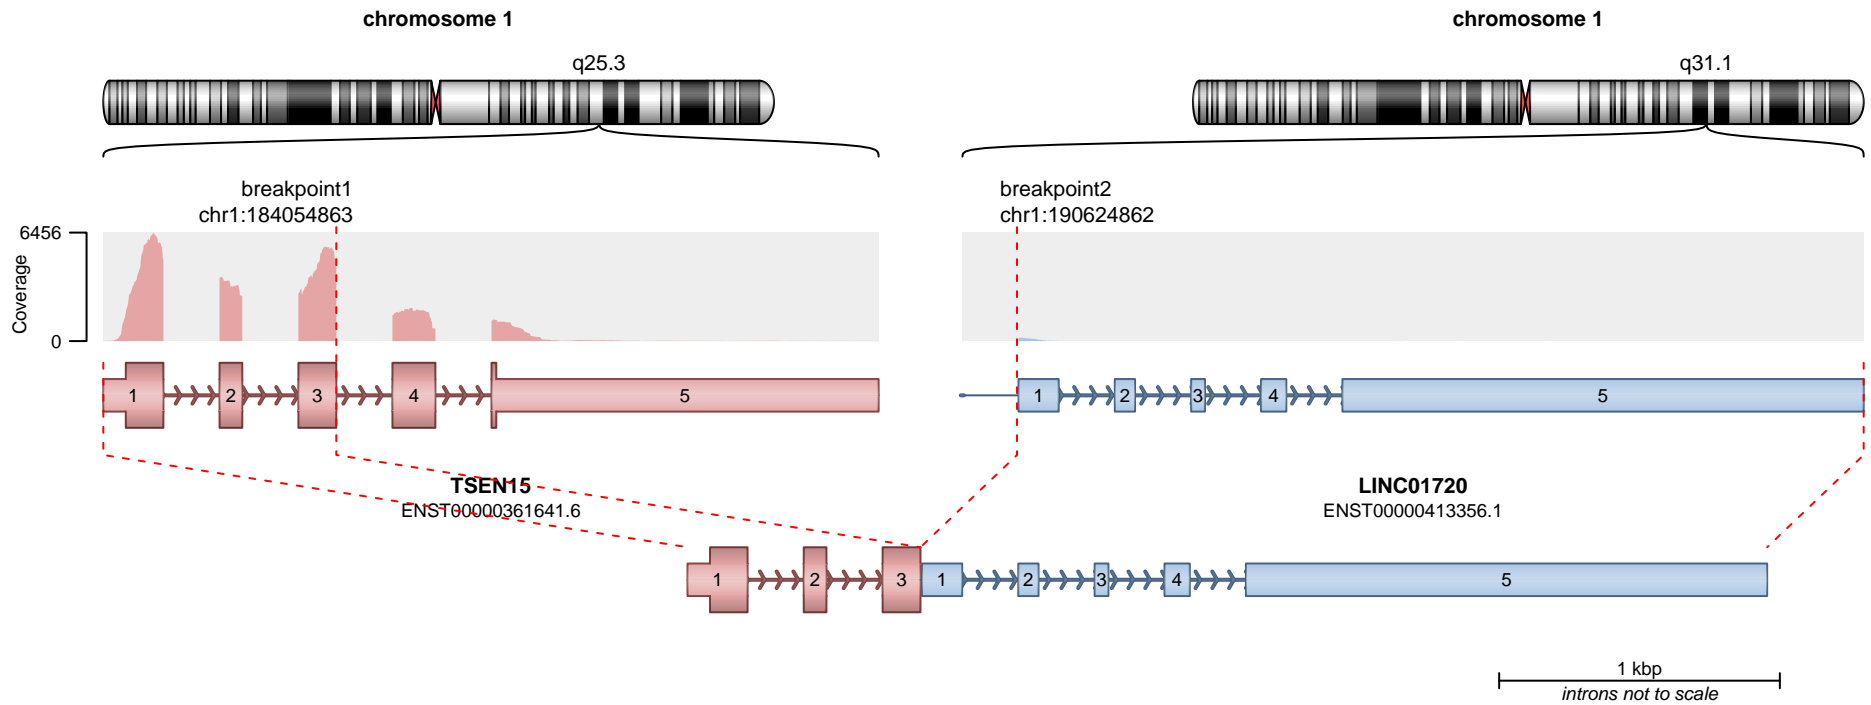 chromosome 1
chromosome 1
q25.3
q31.1
breakpoint1
chr1:184054863
breakpoint2
chr1:190624862
6456
Coverage
0
1 2 3 4 5
1 2 3 4 5
TSEN15
ENST00000361641.6
LINC01720
ENST00000413356.1
1 2 3 1 2 3 4 5
1 kbp
introns not to scale